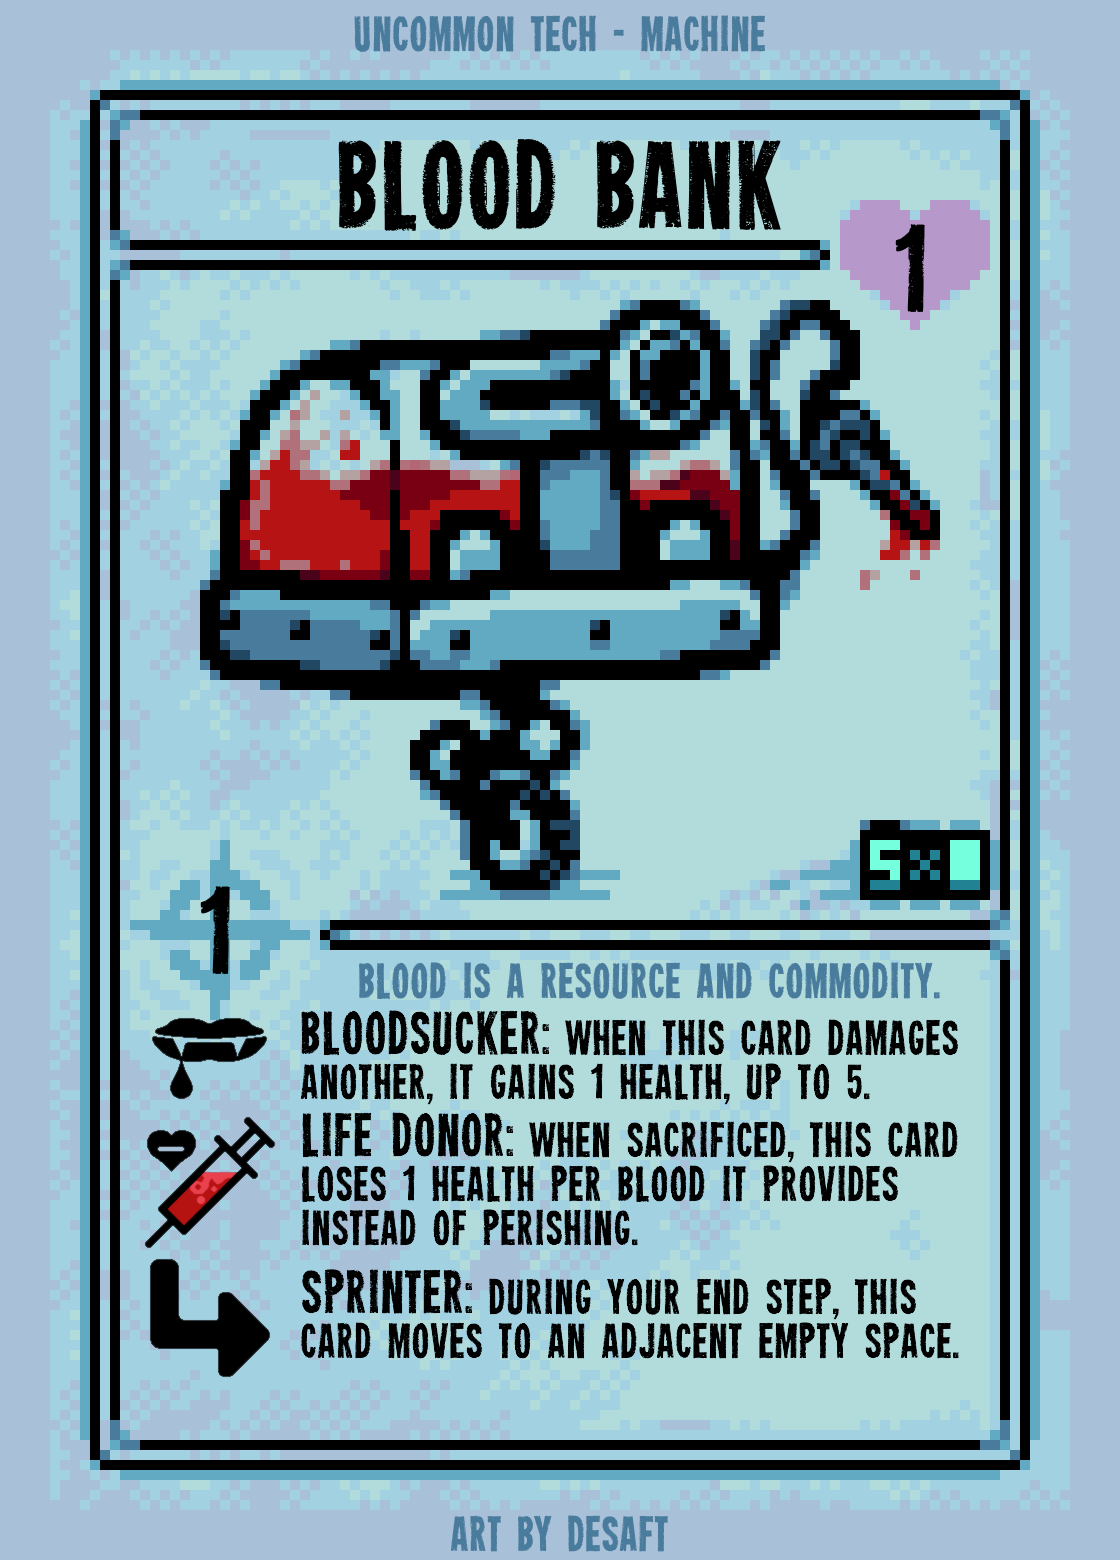 UNCOMMON TECH - MACHINE
BLOOD BANK
1
5X
1
BLOOD IS A RESOURCE AND COMMODITY.
BLOODSUCKER: WHEN THIS CARD DAMAGES
ANOTHER, IT GAINS 1 HEALTH, UP TO 5.
LIFE DONOR: WHEN SACRIFICED, THIS CARD
LOSES 1 HEALTH PER BLOOD IT PROVIDES
INSTEAD OF PERISHING.
SPRINTER: DURING YOUR END STEP, THIS
CARD MOVES TO AN ADJACENT EMPTY SPACE.
ART BY DESAFT